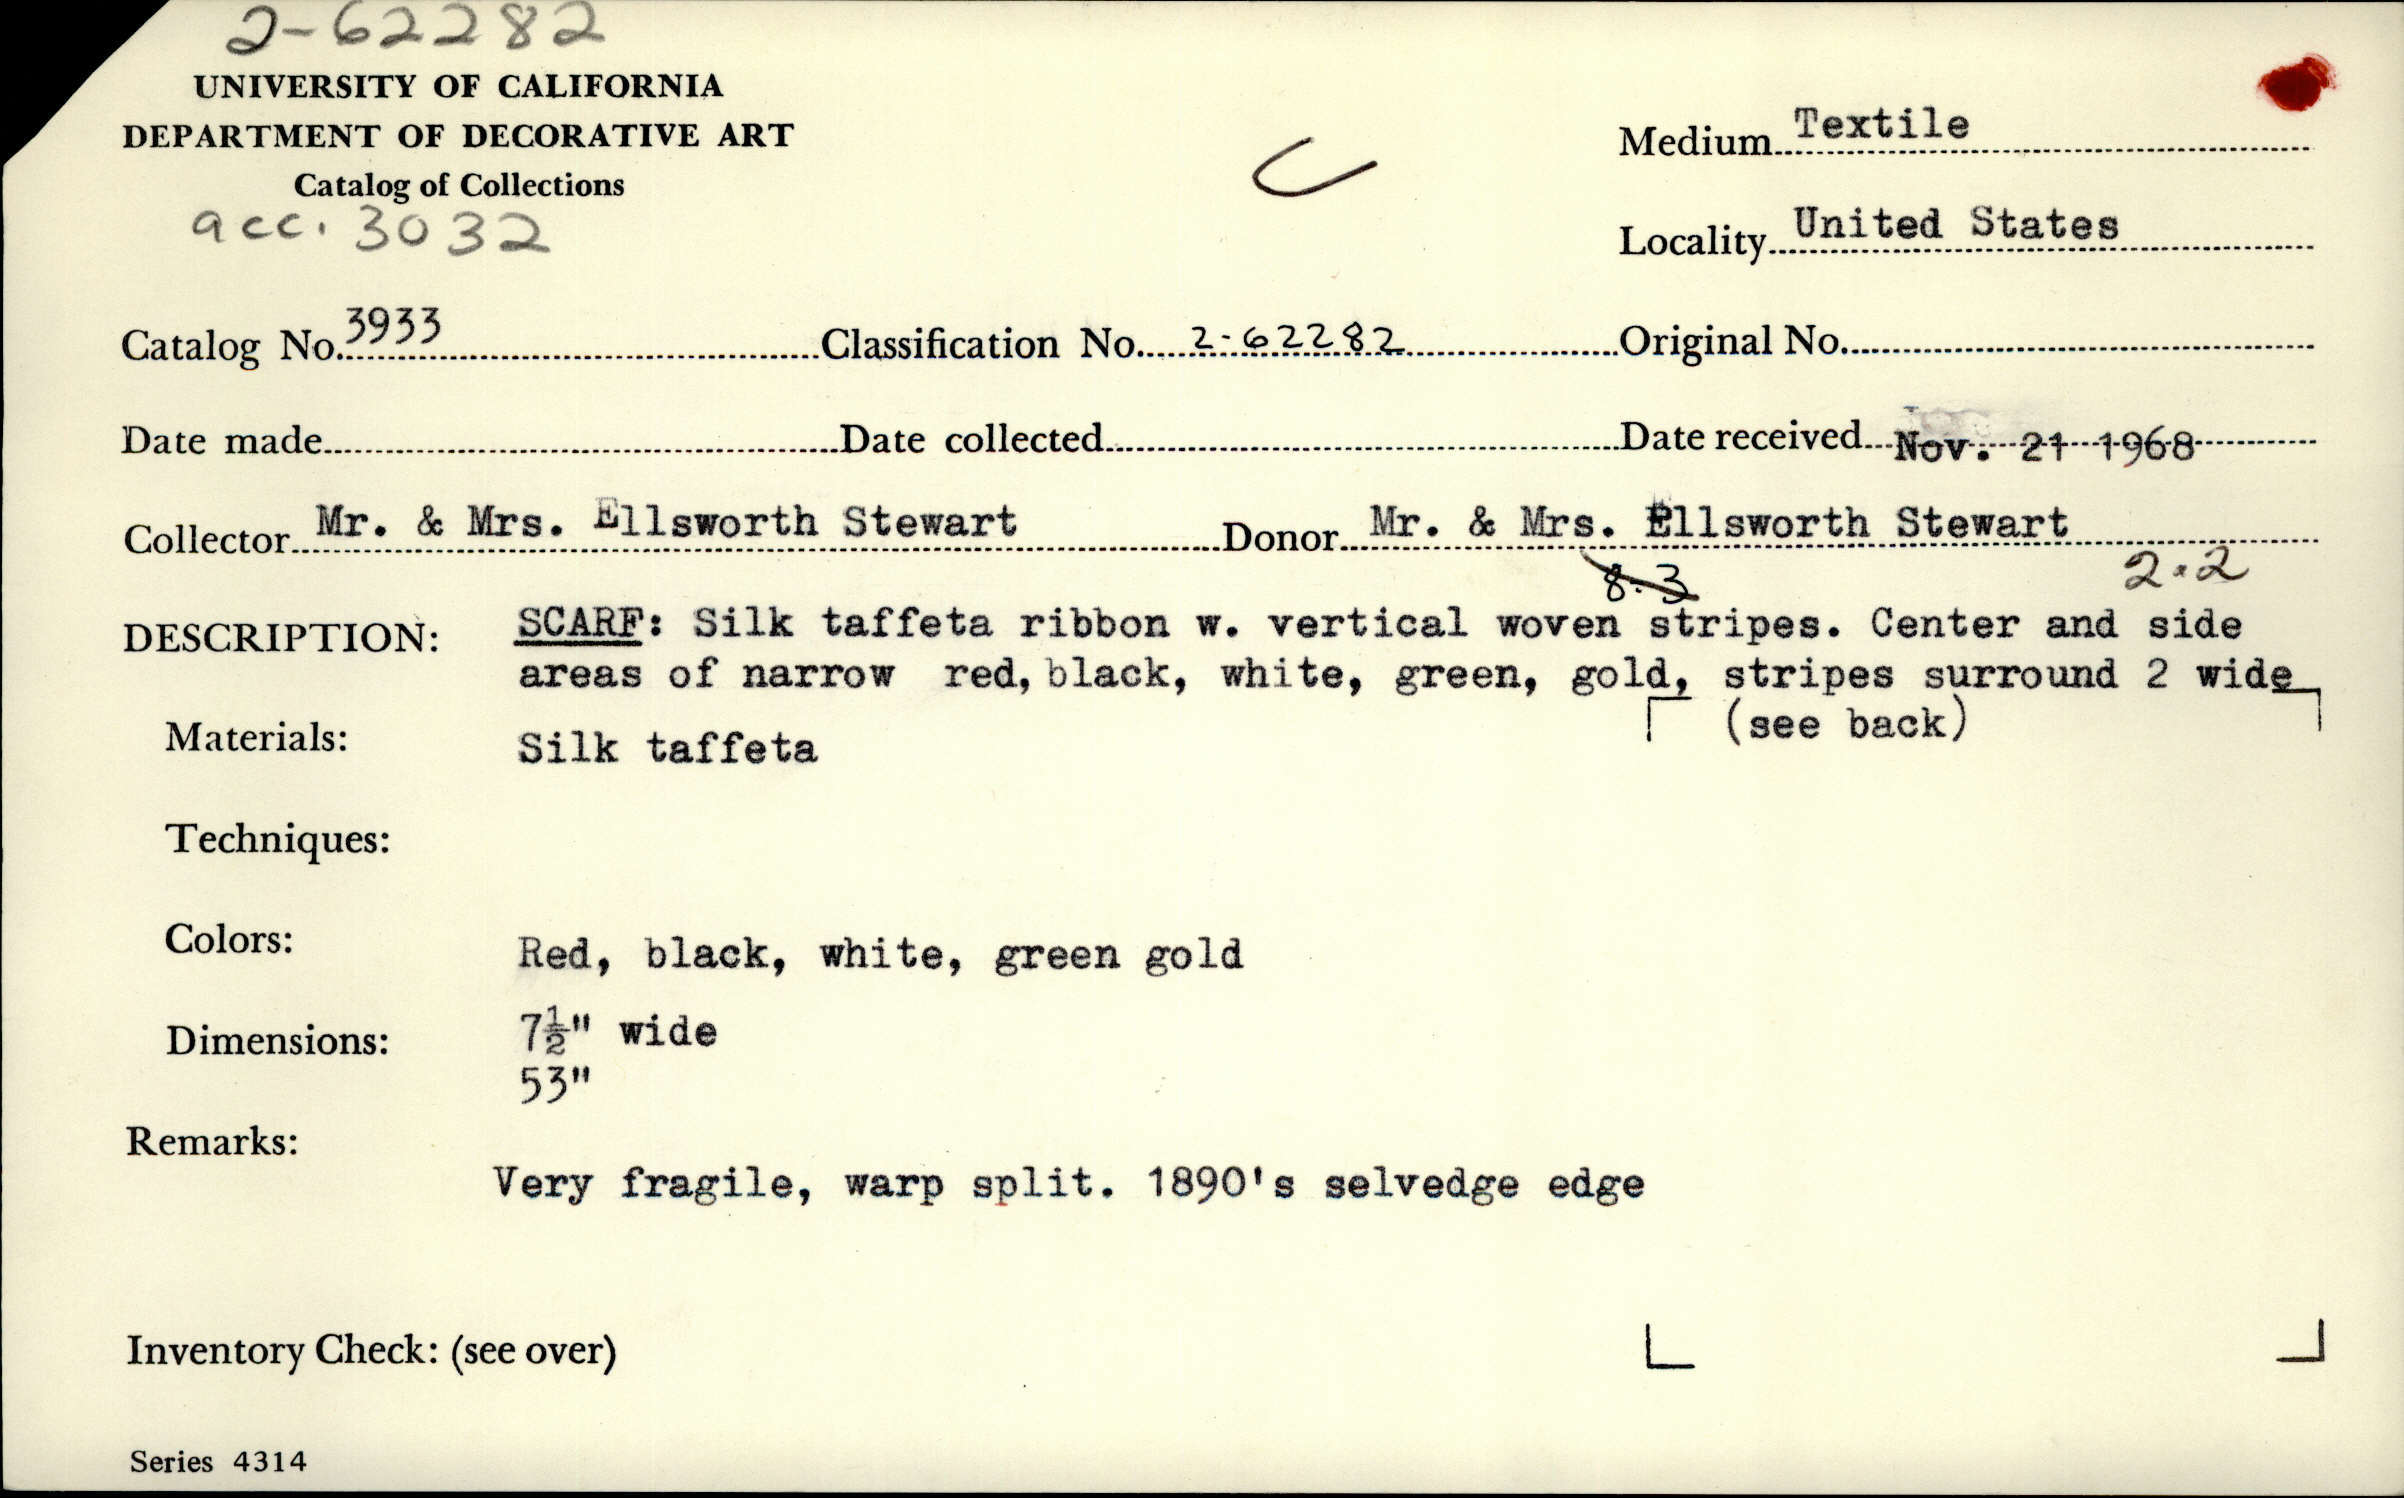 2-62282
UNIVERSITY OF CALIFORNIA
DEPARTMENT OF DECORATIVE ART
Catalog of Collections
acc. 3032
Medium Textile
Locality United States
Catalog No. 3933 Classification No. 2-62282 Original No.
Date made Date collected Date received Nov. 21 1968
Collector Mr. & Mrs. Ellsworth Stewart Donor Mr. & Mrs. Ellsworth Stewart
8.3 2.2
DESCRIPTION: SCARF: Silk taffeta ribbon w. vertical woven stripes. Center and side
areas of narrow red, black, white, green, gold, stripes surround 2 wide
(see back)
Materials: Silk taffeta
Techniques:
Colors: Red, black, white, green gold
Dimensions: 7½" wide
53"
Remarks:
Very fragile, warp split. 1890's selvedge edge
Inventory Check: (see over)
Series 4314